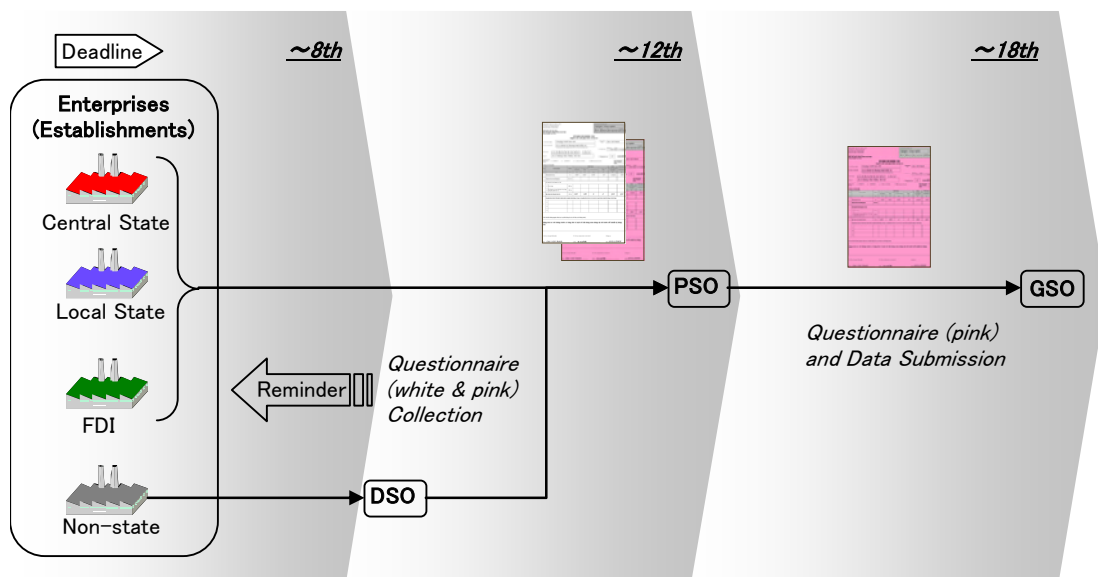 Deadline
~8th
~12th
~18th
Enterprises
(Establishments)
Central State
Local State
FDI
Non-state
Reminder
Questionnaire
(white & pink)
Collection
DSO
PSO
Questionnaire (pink)
and Data Submission
GSO